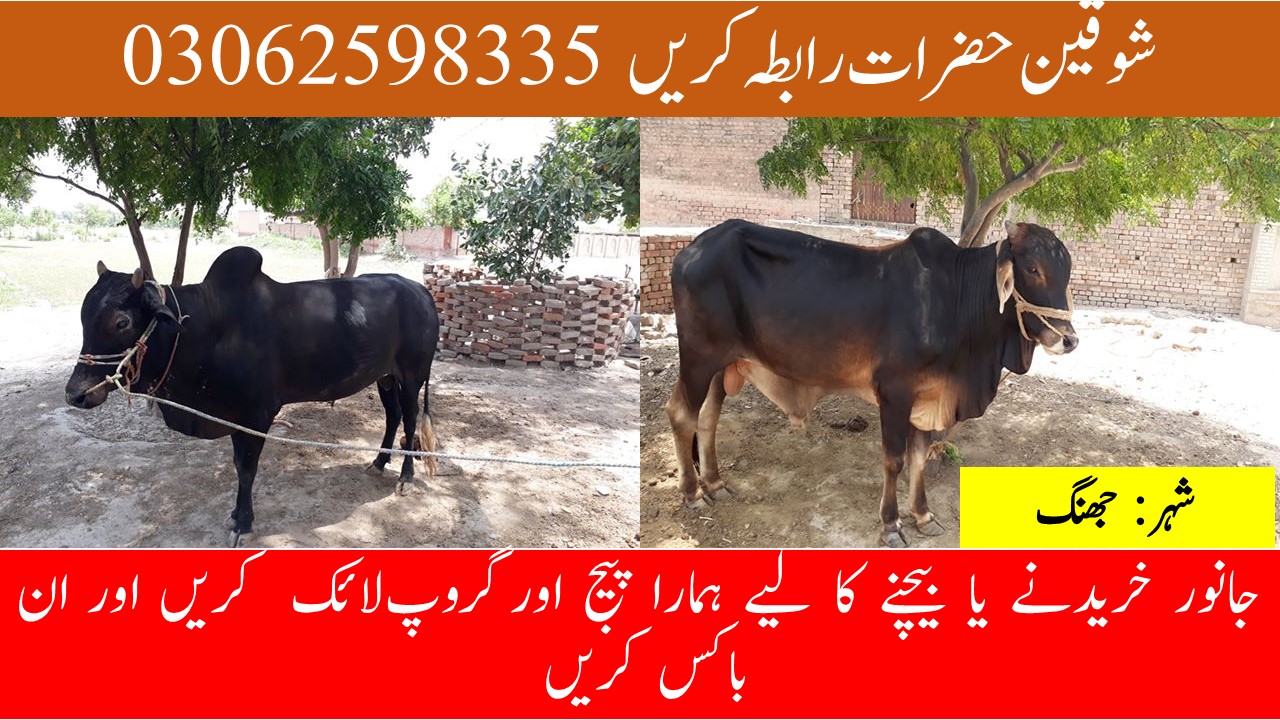 شوقین حضرات رابطہ کریں 03062598335
شہر: جھنگ
جانور خریدنے یا بیچنے کا لیے ہمارا پیج اور گروپ لائک کریں اور ان
باکس کریں